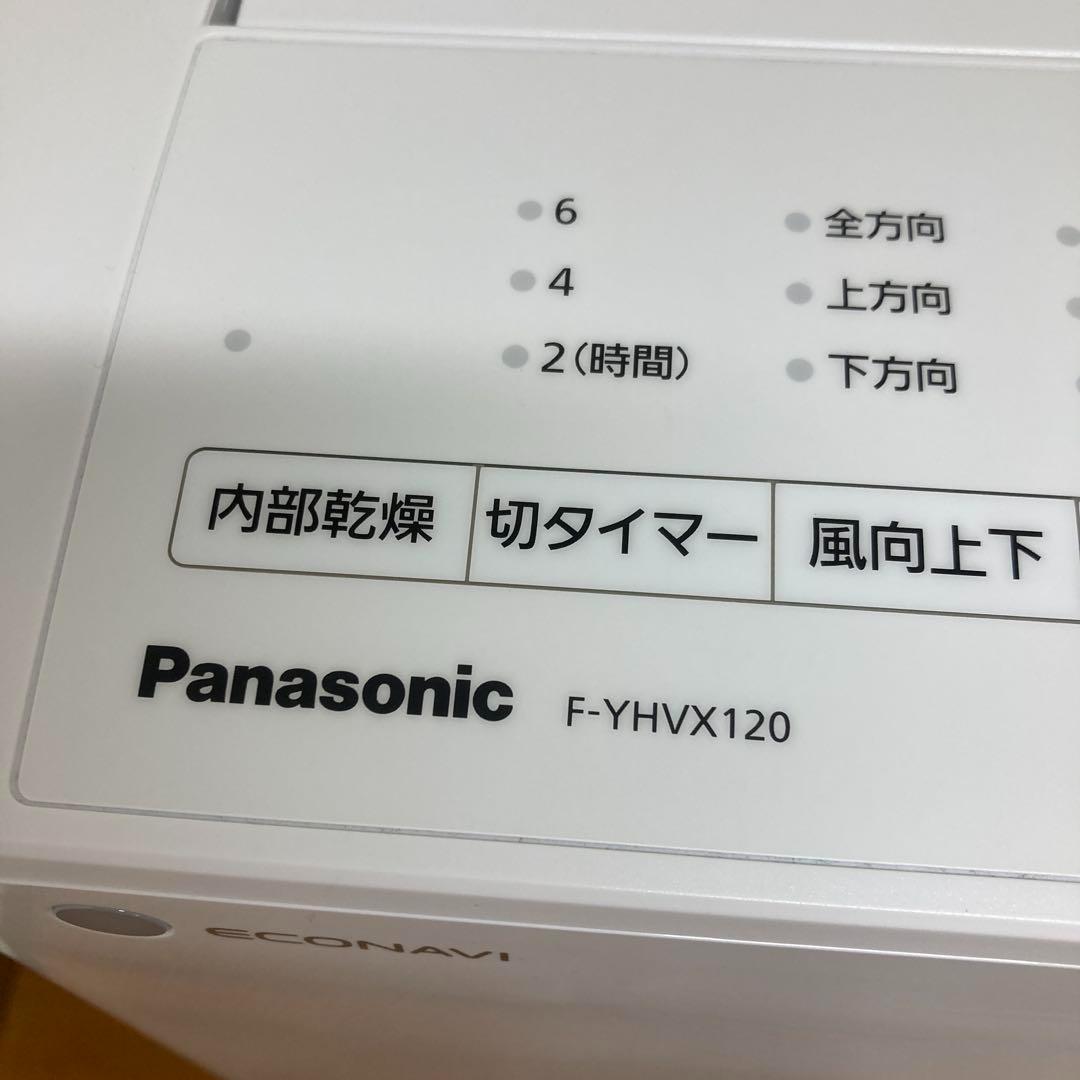 6
4
2(時間)
全方向
上方向
下方向
内部乾燥
切タイマー
風向上下
Panasonic F-YHVX120
ECONAVI